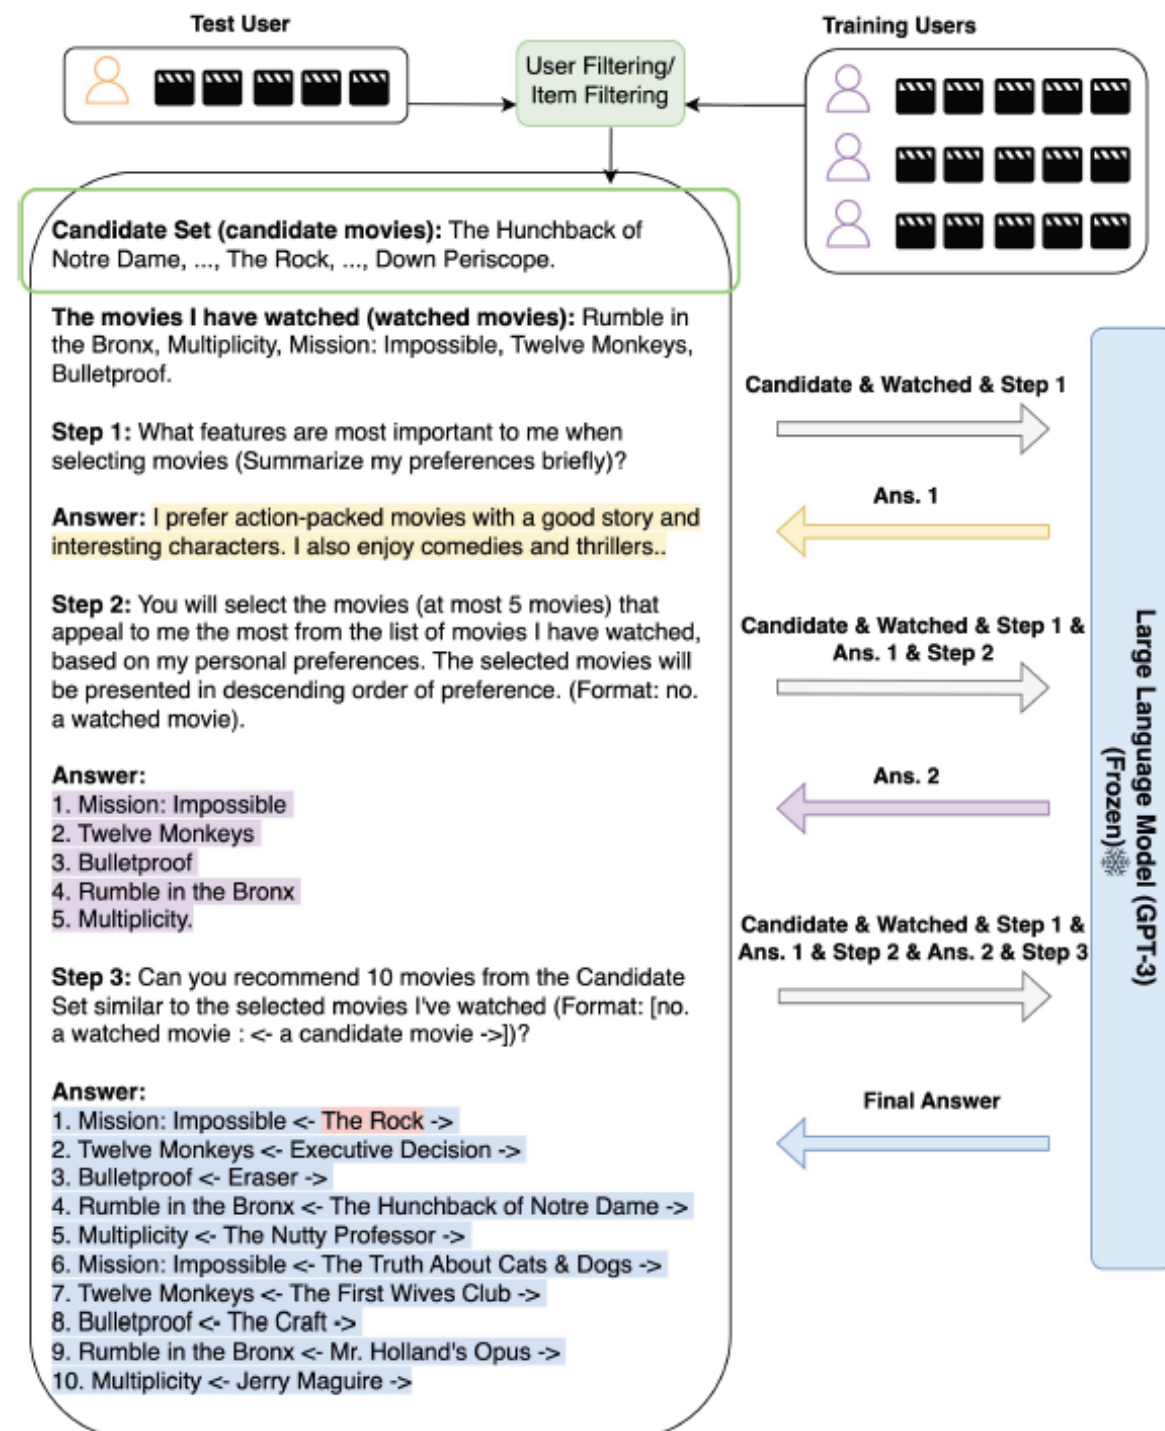 Test User
Training Users
User Filtering/
Item Filtering
Candidate Set (candidate movies): The Hunchback of
Notre Dame, ..., The Rock, ..., Down Periscope.
The movies I have watched (watched movies): Rumble in
the Bronx, Multiplicity, Mission: Impossible, Twelve Monkeys,
Bulletproof.
Step 1: What features are most important to me when
selecting movies (Summarize my preferences briefly)?
Answer: I prefer action-packed movies with a good story and
interesting characters. I also enjoy comedies and thrillers..
Step 2: You will select the movies (at most 5 movies) that
appeal to me the most from the list of movies I have watched,
based on my personal preferences. The selected movies will
be presented in descending order of preference. (Format: no.
a watched movie).
Answer:
1. Mission: Impossible
2. Twelve Monkeys
3. Bulletproof
4. Rumble in the Bronx
5. Multiplicity.
Step 3: Can you recommend 10 movies from the Candidate
Set similar to the selected movies I've watched (Format: [no.
a watched movie : <- a candidate movie ->])?
Answer:
1. Mission: Impossible <- The Rock ->
2. Twelve Monkeys <- Executive Decision ->
3. Bulletproof <- Eraser ->
4. Rumble in the Bronx <- The Hunchback of Notre Dame ->
5. Multiplicity <- The Nutty Professor ->
6. Mission: Impossible <- The Truth About Cats & Dogs ->
7. Twelve Monkeys <- The First Wives Club ->
8. Bulletproof <- The Craft ->
9. Rumble in the Bronx <- Mr. Holland's Opus ->
10. Multiplicity <- Jerry Maguire ->
Candidate & Watched & Step 1
Ans. 1
Candidate & Watched & Step 1 &
Ans. 1 & Step 2
Ans. 2
Candidate & Watched & Step 1 &
Ans. 1 & Step 2 & Ans. 2 & Step 3
Final Answer
Large Language Model (GPT-3)
(Frozen)